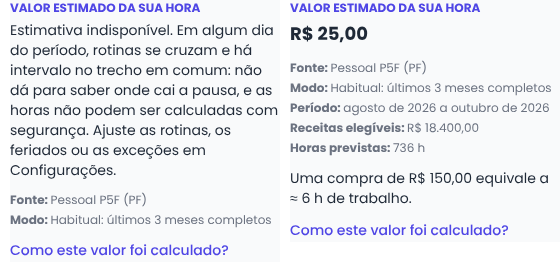 VALOR ESTIMADO DA SUA HORA
Estimativa indisponível. Em algum dia
do período, rotinas se cruzam e há
intervalo no trecho em comum: não
dá para saber onde cai a pausa, e as
horas não podem ser calculadas com
segurança. Ajuste as rotinas, os
feriados ou as exceções em
Configurações.
Fonte: Pessoal P5F (PF)
Modo: Habitual: últimos 3 meses completos
Como este valor foi calculado?
VALOR ESTIMADO DA SUA HORA
R$ 25,00
Fonte: Pessoal P5F (PF)
Modo: Habitual: últimos 3 meses completos
Período: agosto de 2026 a outubro de 2026
Receitas elegíveis: R$ 18.400,00
Horas previstas: 736 h
Uma compra de R$ 150,00 equivale a
≈ 6 h de trabalho.
Como este valor foi calculado?